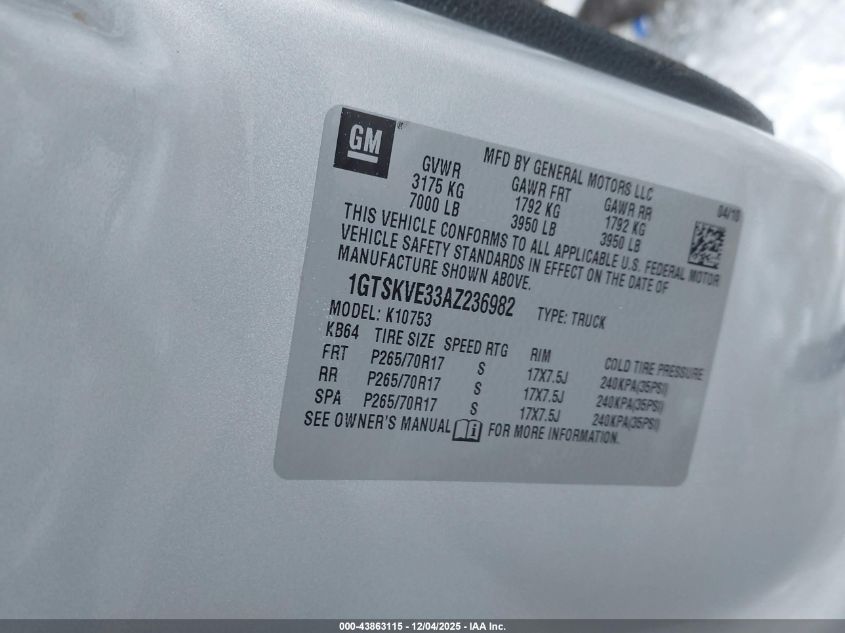 GM
MFD BY GENERAL MOTORS LLC
04/10
GVWR GAWR FRT GAWR RR
3175 KG 1792 KG 1792 KG
7000 LB 3950 LB 3950 LB
THIS VEHICLE CONFORMS TO ALL APPLICABLE U.S. FEDERAL MOTOR
VEHICLE SAFETY STANDARDS IN EFFECT ON THE DATE OF
MANUFACTURE SHOWN ABOVE.
1GTSKVE33AZ236982 TYPE: TRUCK
MODEL: K10753
KB64 TIRE SIZE SPEED RTG RIM COLD TIRE PRESSURE
FRT P265/70R17 S 17X7.5J 240KPA(35PSI)
RR P265/70R17 S 17X7.5J 240KPA(35PSI)
SPA P265/70R17 S 17X7.5J 240KPA(35PSI)
SEE OWNER'S MANUAL FOR MORE INFORMATION.
000-43863115 - 12/04/2025 - IAA Inc.